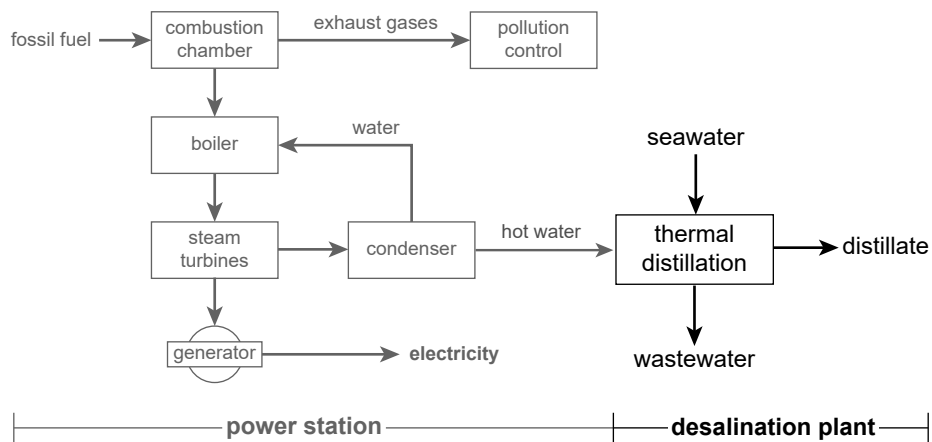 fossil fuel
combustion
chamber
exhaust gases
pollution
control
boiler
water
seawater
steam
turbines
condenser
hot water
thermal
distillation
distillate
generator
electricity
wastewater
power station
desalination plant